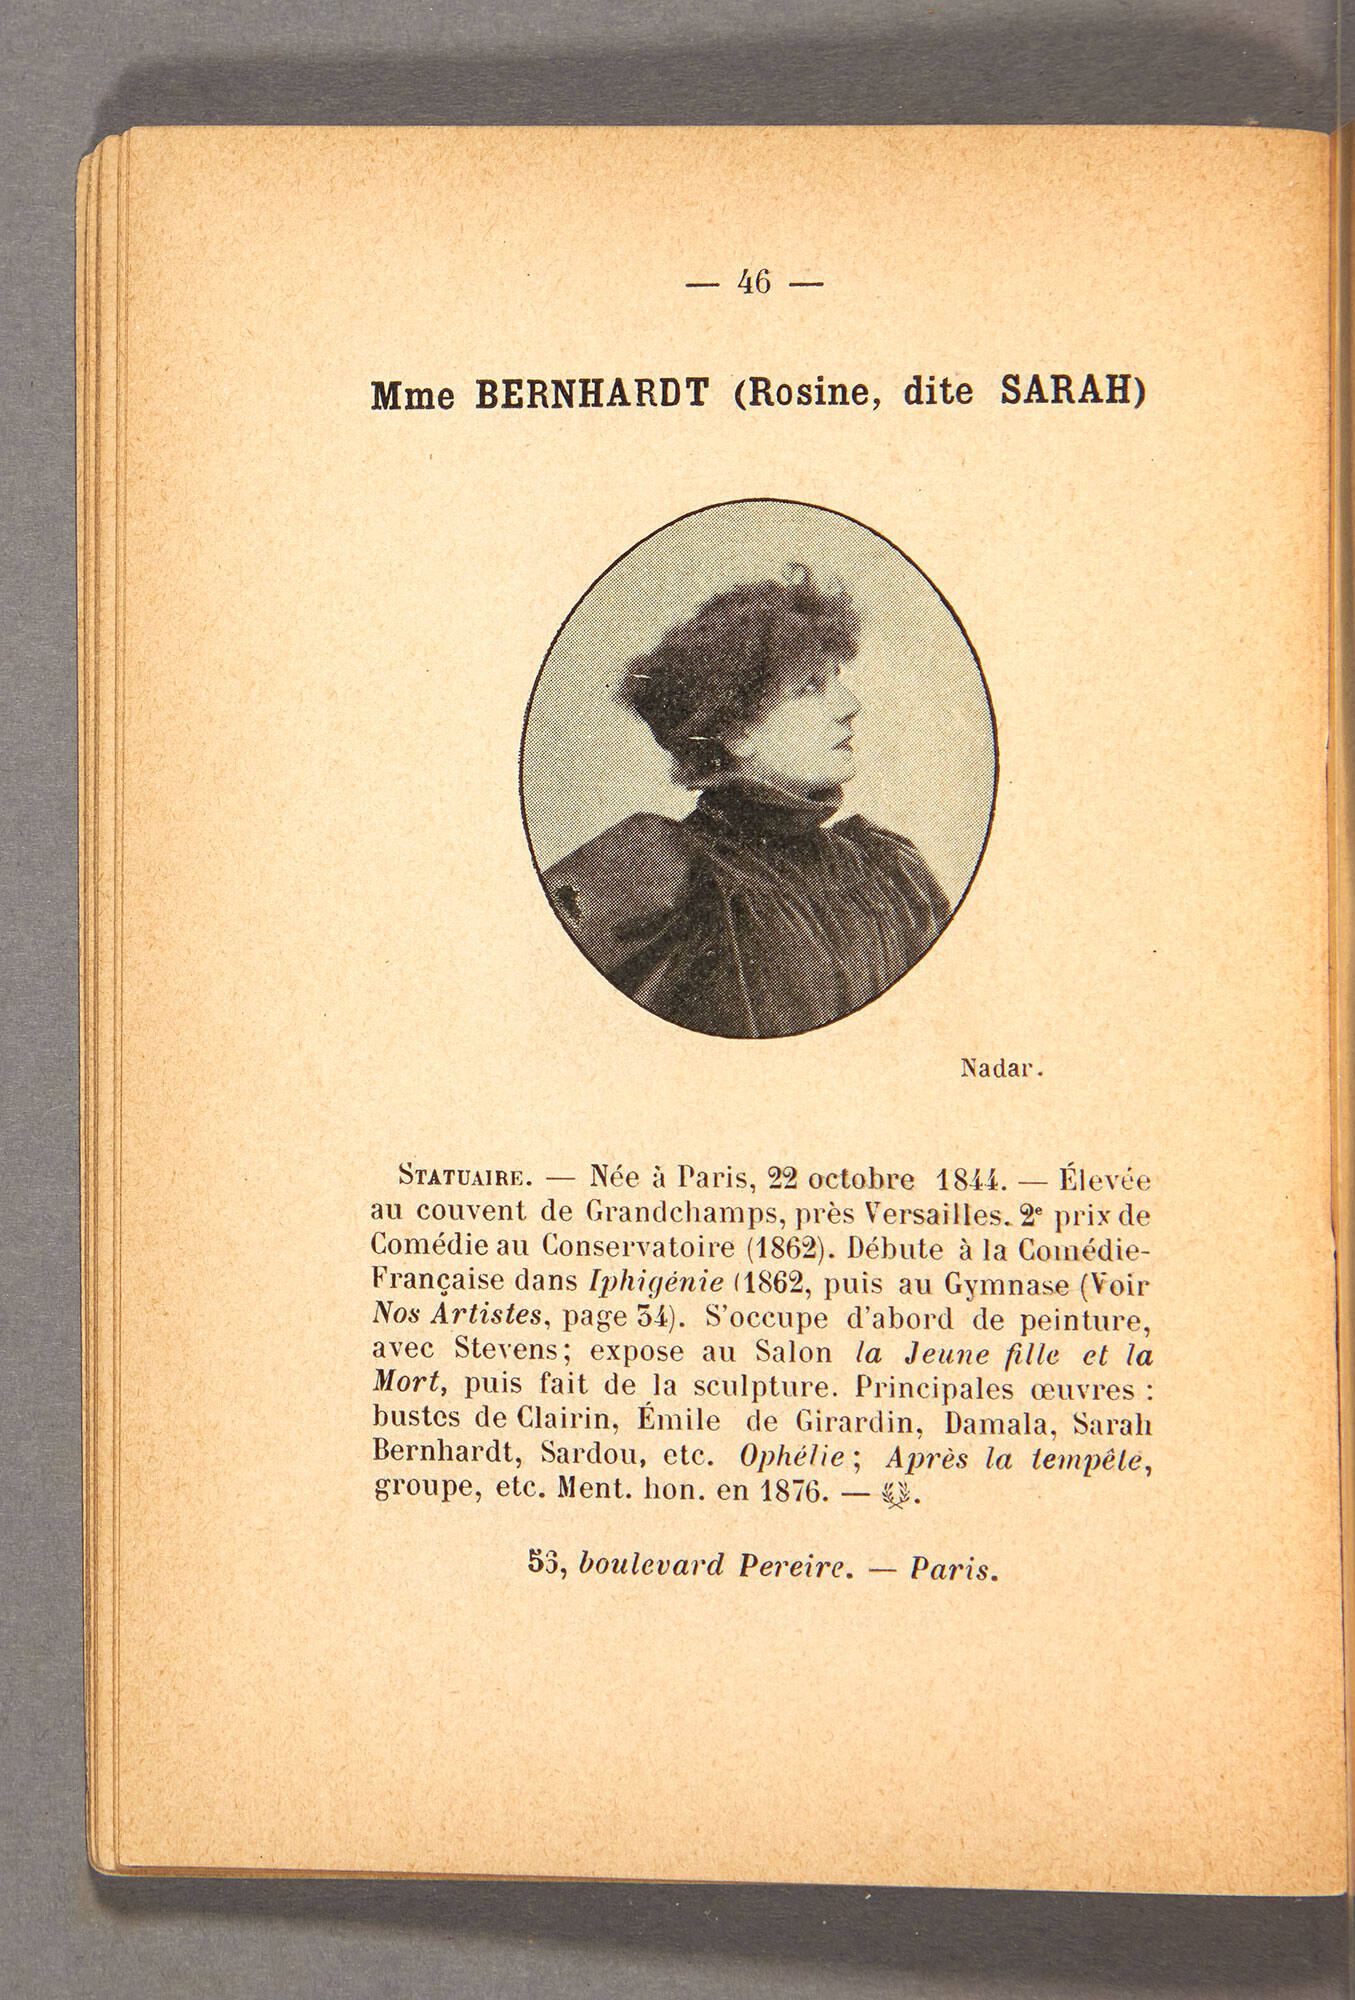 — 46 —
Mme BERNHARDT (Rosine, dite SARAH)
Nadar.
STATUAIRE. — Née à Paris, 22 octobre 1844. — Élevée
au couvent de Grandchamps, près Versailles. 2e prix de
Comédie au Conservatoire (1862). Débute à la Comédie-
Française dans Iphigénie (1862, puis au Gymnase (Voir
Nos Artistes, page 34). S'occupe d'abord de peinture,
avec Stevens; expose au Salon la Jeune fille et la
Mort, puis fait de la sculpture. Principales œuvres :
bustes de Clairin, Émile de Girardin, Damala, Sarah
Bernhardt, Sardou, etc. Ophélie; Après la tempête,
groupe, etc. Ment. hon. en 1876. —
boulevard Pereire. — Paris.